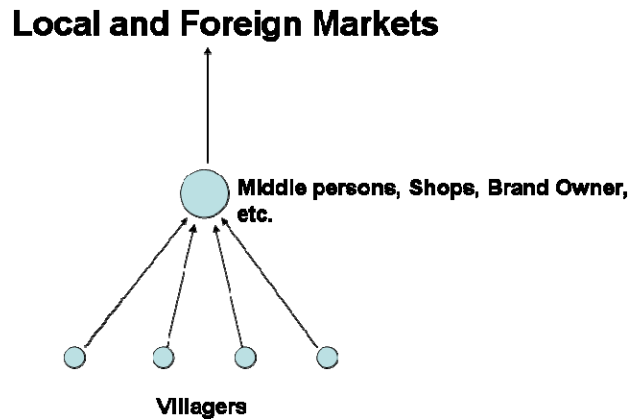 Local and Foreign Markets
Middle persons, Shops, Brand Owner,
etc.
Villagers